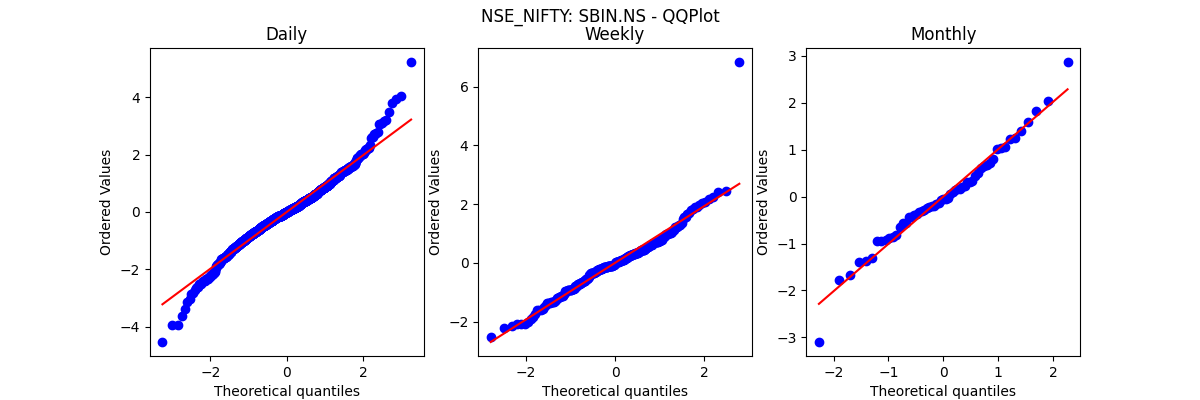 NSE_NIFTY: SBIN.NS - QQPlot
Daily
Weekly
Monthly
Ordered Values
4
2
0
−2
−4
−2
0
2
Theoretical quantiles
Ordered Values
6
4
2
0
−2
−2
0
2
Theoretical quantiles
Ordered Values
3
2
1
0
−1
−2
−3
−2
−1
0
1
2
Theoretical quantiles